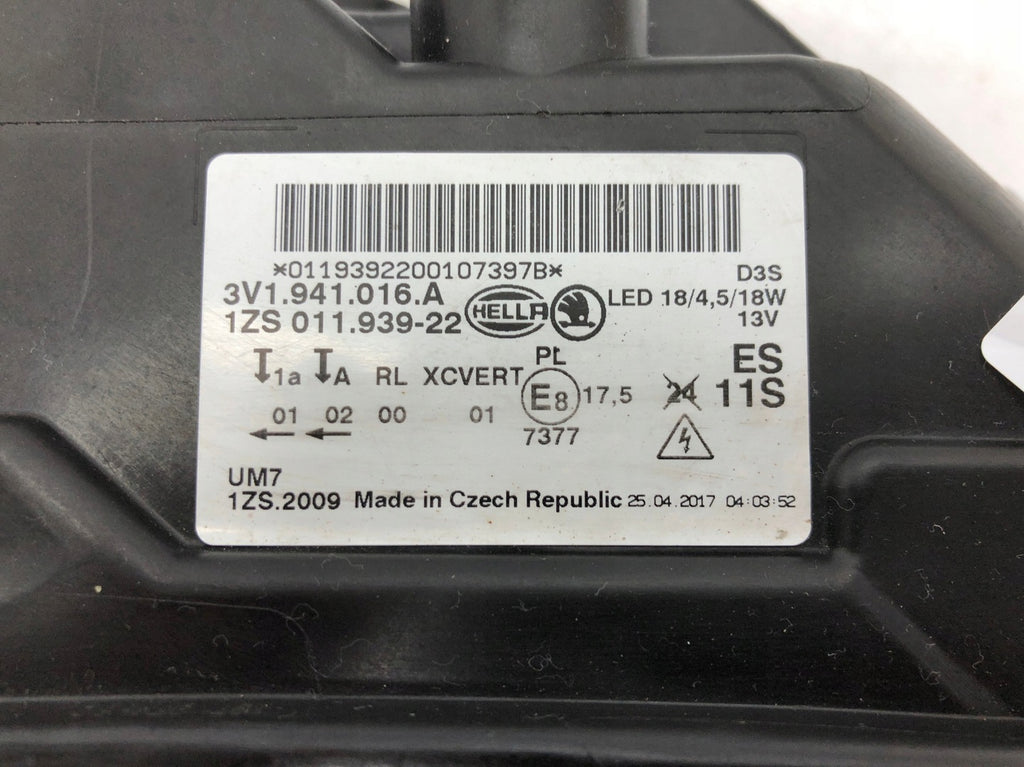 *0119392200107397B*
D3S
3V1.941.016.A HELLA LED 18/4,5/18W
1ZS 011.939-22 13V
PL ES
1a A RL XCVERT E8 17,5 24 11S
01 02 00 01
7377
UM7
1ZS.2009 Made in Czech Republic 25.04.2017 04:03:52